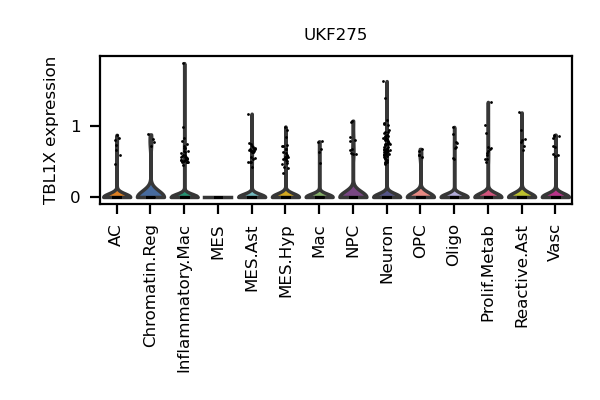 UKF275
TBL1X expression
1
0
AC
Chromatin.Reg
Inflammatory.Mac
MES
MES.Ast
MES.Hyp
Mac
NPC
Neuron
OPC
Oligo
Prolif.Metab
Reactive.Ast
Vasc